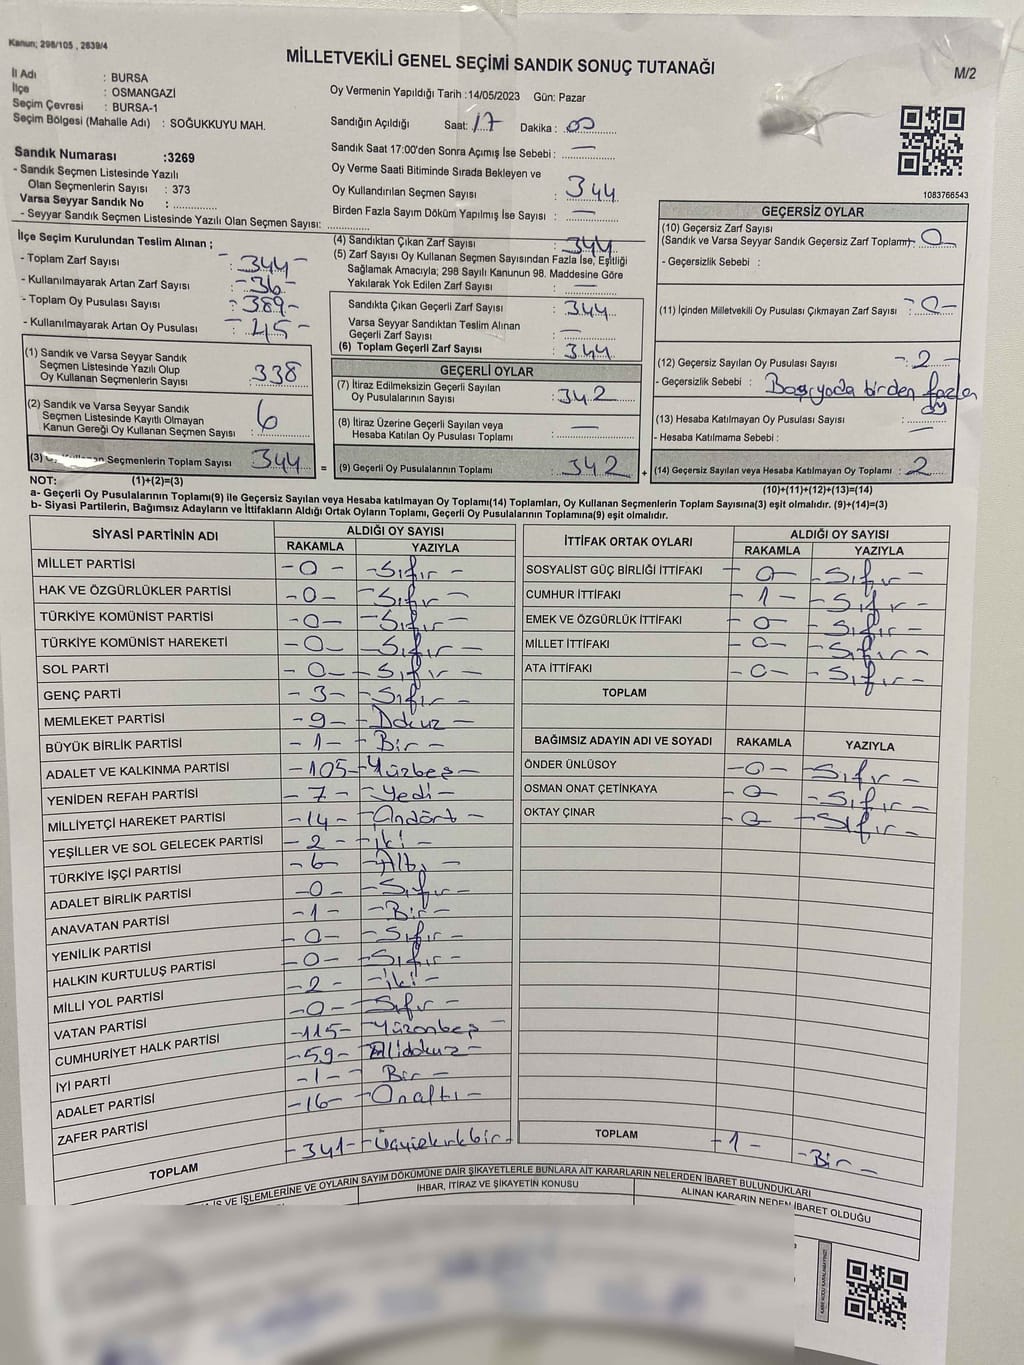 Kanun; 298/105 , 2839/4
MİLLETVEKİLİ GENEL SEÇİMİ SANDIK SONUÇ TUTANAĞI
M/2
İl Adı : BURSA
İlçe : OSMANGAZİ
Seçim Çevresi : BURSA-1
Seçim Bölgesi (Mahalle Adı) : SOĞUKKUYU MAH.
Sandık Numarası :3269
- Sandık Seçmen Listesinde Yazılı
Olan Seçmenlerin Sayısı : 373
Varsa Seyyar Sandık No :
- Seyyar Sandık Seçmen Listesinde Yazılı Olan Seçmen Sayısı:
Oy Vermenin Yapıldığı Tarih :14/05/2023 Gün: Pazar
Sandığın Açıldığı Saat: 17 Dakika : 00
Sandık Saat 17:00'den Sonra Açılmış İse Sebebi : —
Oy Verme Saati Bitiminde Sırada Bekleyen ve
Oy Kullandırılan Seçmen Sayısı : 344
Birden Fazla Sayım Döküm Yapılmış İse Sayısı : —
1083766543
İlçe Seçim Kurulundan Teslim Alınan ;
- Toplam Zarf Sayısı : - 344 -
- Kullanılmayarak Artan Zarf Sayısı : - 36 -
- Toplam Oy Pusulası Sayısı : - 389 -
- Kullanılmayarak Artan Oy Pusulası : - 45 -
(1) Sandık ve Varsa Seyyar Sandık
Seçmen Listesinde Yazılı Olup
Oy Kullanan Seçmenlerin Sayısı : 338
(2) Sandık ve Varsa Seyyar Sandık
Seçmen Listesinde Kayıtlı Olmayan
Kanun Gereği Oy Kullanan Seçmen Sayısı : 6
(3) Oy Kullanan Seçmenlerin Toplam Sayısı 344
(4) Sandıktan Çıkan Zarf Sayısı : 344
(5) Zarf Sayısı Oy Kullanan Seçmen Sayısından Fazla İse, Eşitliği
Sağlamak Amacıyla; 298 Sayılı Kanunun 98. Maddesine Göre
Yakılarak Yok Edilen Zarf Sayısı : —
Sandıkta Çıkan Geçerli Zarf Sayısı : 344
Varsa Seyyar Sandıktan Teslim Alınan
Geçerli Zarf Sayısı : —
(6) Toplam Geçerli Zarf Sayısı : 344
GEÇERLİ OYLAR
(7) İtiraz Edilmeksizin Geçerli Sayılan
Oy Pusulalarının Sayısı : 342
(8) İtiraz Üzerine Geçerli Sayılan veya
Hesaba Katılan Oy Pusulası Toplamı : —
= (9) Geçerli Oy Pusulalarının Toplamı : 342 +
GEÇERSİZ OYLAR
(10) Geçersiz Zarf Sayısı
(Sandık ve Varsa Seyyar Sandık Geçersiz Zarf Toplamı) : 0
- Geçersizlik Sebebi :
(11) İçinden Milletvekili Oy Pusulası Çıkmayan Zarf Sayısı : - 0 -
(12) Geçersiz Sayılan Oy Pusulası Sayısı : - 2 -
- Geçersizlik Sebebi : birden fazla
oy
(13) Hesaba Katılmayan Oy Pusulası Sayısı : —
- Hesaba Katılmama Sebebi :
(14) Geçersiz Sayılan veya Hesaba Katılmayan Oy Toplamı : 2
NOT: (1)+(2)=(3) (10)+(11)+(12)+(13)=(14)
a- Geçerli Oy Pusulalarının Toplamı(9) ile Geçersiz Sayılan veya Hesaba katılmayan Oy Toplamı(14) Toplamları, Oy Kullanan Seçmenlerin Toplam Sayısına(3) eşit olmalıdır. (9)+(14)=(3)
b- Siyasi Partilerin, Bağımsız Adayların ve İttifakların Aldığı Ortak Oyların Toplamı, Geçerli Oy Pusulalarının Toplamına(9) eşit olmalıdır.
SİYASİ PARTİNİN ADI ALDIĞI OY SAYISI
RAKAMLA YAZIYLA
MİLLET PARTİSİ - 0 - - Sıfır -
HAK VE ÖZGÜRLÜKLER PARTİSİ - 0 - - Sıfır -
TÜRKİYE KOMÜNİST PARTİSİ - 0 - - Sıfır -
TÜRKİYE KOMÜNİST HAREKETİ - 0 - - Sıfır -
SOL PARTİ - 0 - - Sıfır -
GENÇ PARTİ - 3 - - Sıfır -
MEMLEKET PARTİSİ - 9 - - Dokuz -
BÜYÜK BİRLİK PARTİSİ - 1 - - Bir -
ADALET VE KALKINMA PARTİSİ - 105 - - Yüzbeş -
YENİDEN REFAH PARTİSİ - 7 - - Yedi -
MİLLİYETÇİ HAREKET PARTİSİ - 14 - - Ondört -
YEŞİLLER VE SOL GELECEK PARTİSİ - 2 - - iki -
TÜRKİYE İŞÇİ PARTİSİ - 6 - - Altı -
ADALET BİRLİK PARTİSİ - 0 - - Sıfır -
ANAVATAN PARTİSİ - 1 - - Bir -
YENİLİK PARTİSİ - 0 - - Sıfır -
HALKIN KURTULUŞ PARTİSİ - 0 - - Sıfır -
MİLLİ YOL PARTİSİ - 2 - - iki -
VATAN PARTİSİ - 0 - - Sıfır -
CUMHURİYET HALK PARTİSİ - 115 - - Yüzonbeş -
İYİ PARTİ - 59 - - Ellidokuz -
ADALET PARTİSİ - 1 - - Bir -
ZAFER PARTİSİ - 16 - - Onaltı -
TOPLAM - 341 - - Üçyüzkırkbir -
İTTİFAK ORTAK OYLARI ALDIĞI OY SAYISI
RAKAMLA YAZIYLA
SOSYALİST GÜÇ BİRLİĞİ İTTİFAKI - 0 - - Sıfır -
CUMHUR İTTİFAKI - 1 - - Sıfır -
EMEK VE ÖZGÜRLÜK İTTİFAKI - 0 - - Sıfır -
MİLLET İTTİFAKI - 0 - - Sıfır -
ATA İTTİFAKI - 0 - - Sıfır -
TOPLAM
BAĞIMSIZ ADAYIN ADI VE SOYADI RAKAMLA YAZIYLA
ÖNDER ÜNLÜSOY - 0 - - Sıfır -
OSMAN ONAT ÇETİNKAYA - 0 - - Sıfır -
OKTAY ÇINAR - 0 - - Sıfır -
TOPLAM - 1 - - Bir -
İŞ VE İŞLEMLERİNE VE OYLARIN SAYIM DÖKÜMÜNE DAİR ŞİKAYETLERLE BUNLARA AİT KARARLARIN NELERDEN İBARET BULUNDUKLARI
İHBAR, İTİRAZ VE ŞİKAYETİN KONUSU
ALINAN KARARIN NEDEN İBARET OLDUĞU